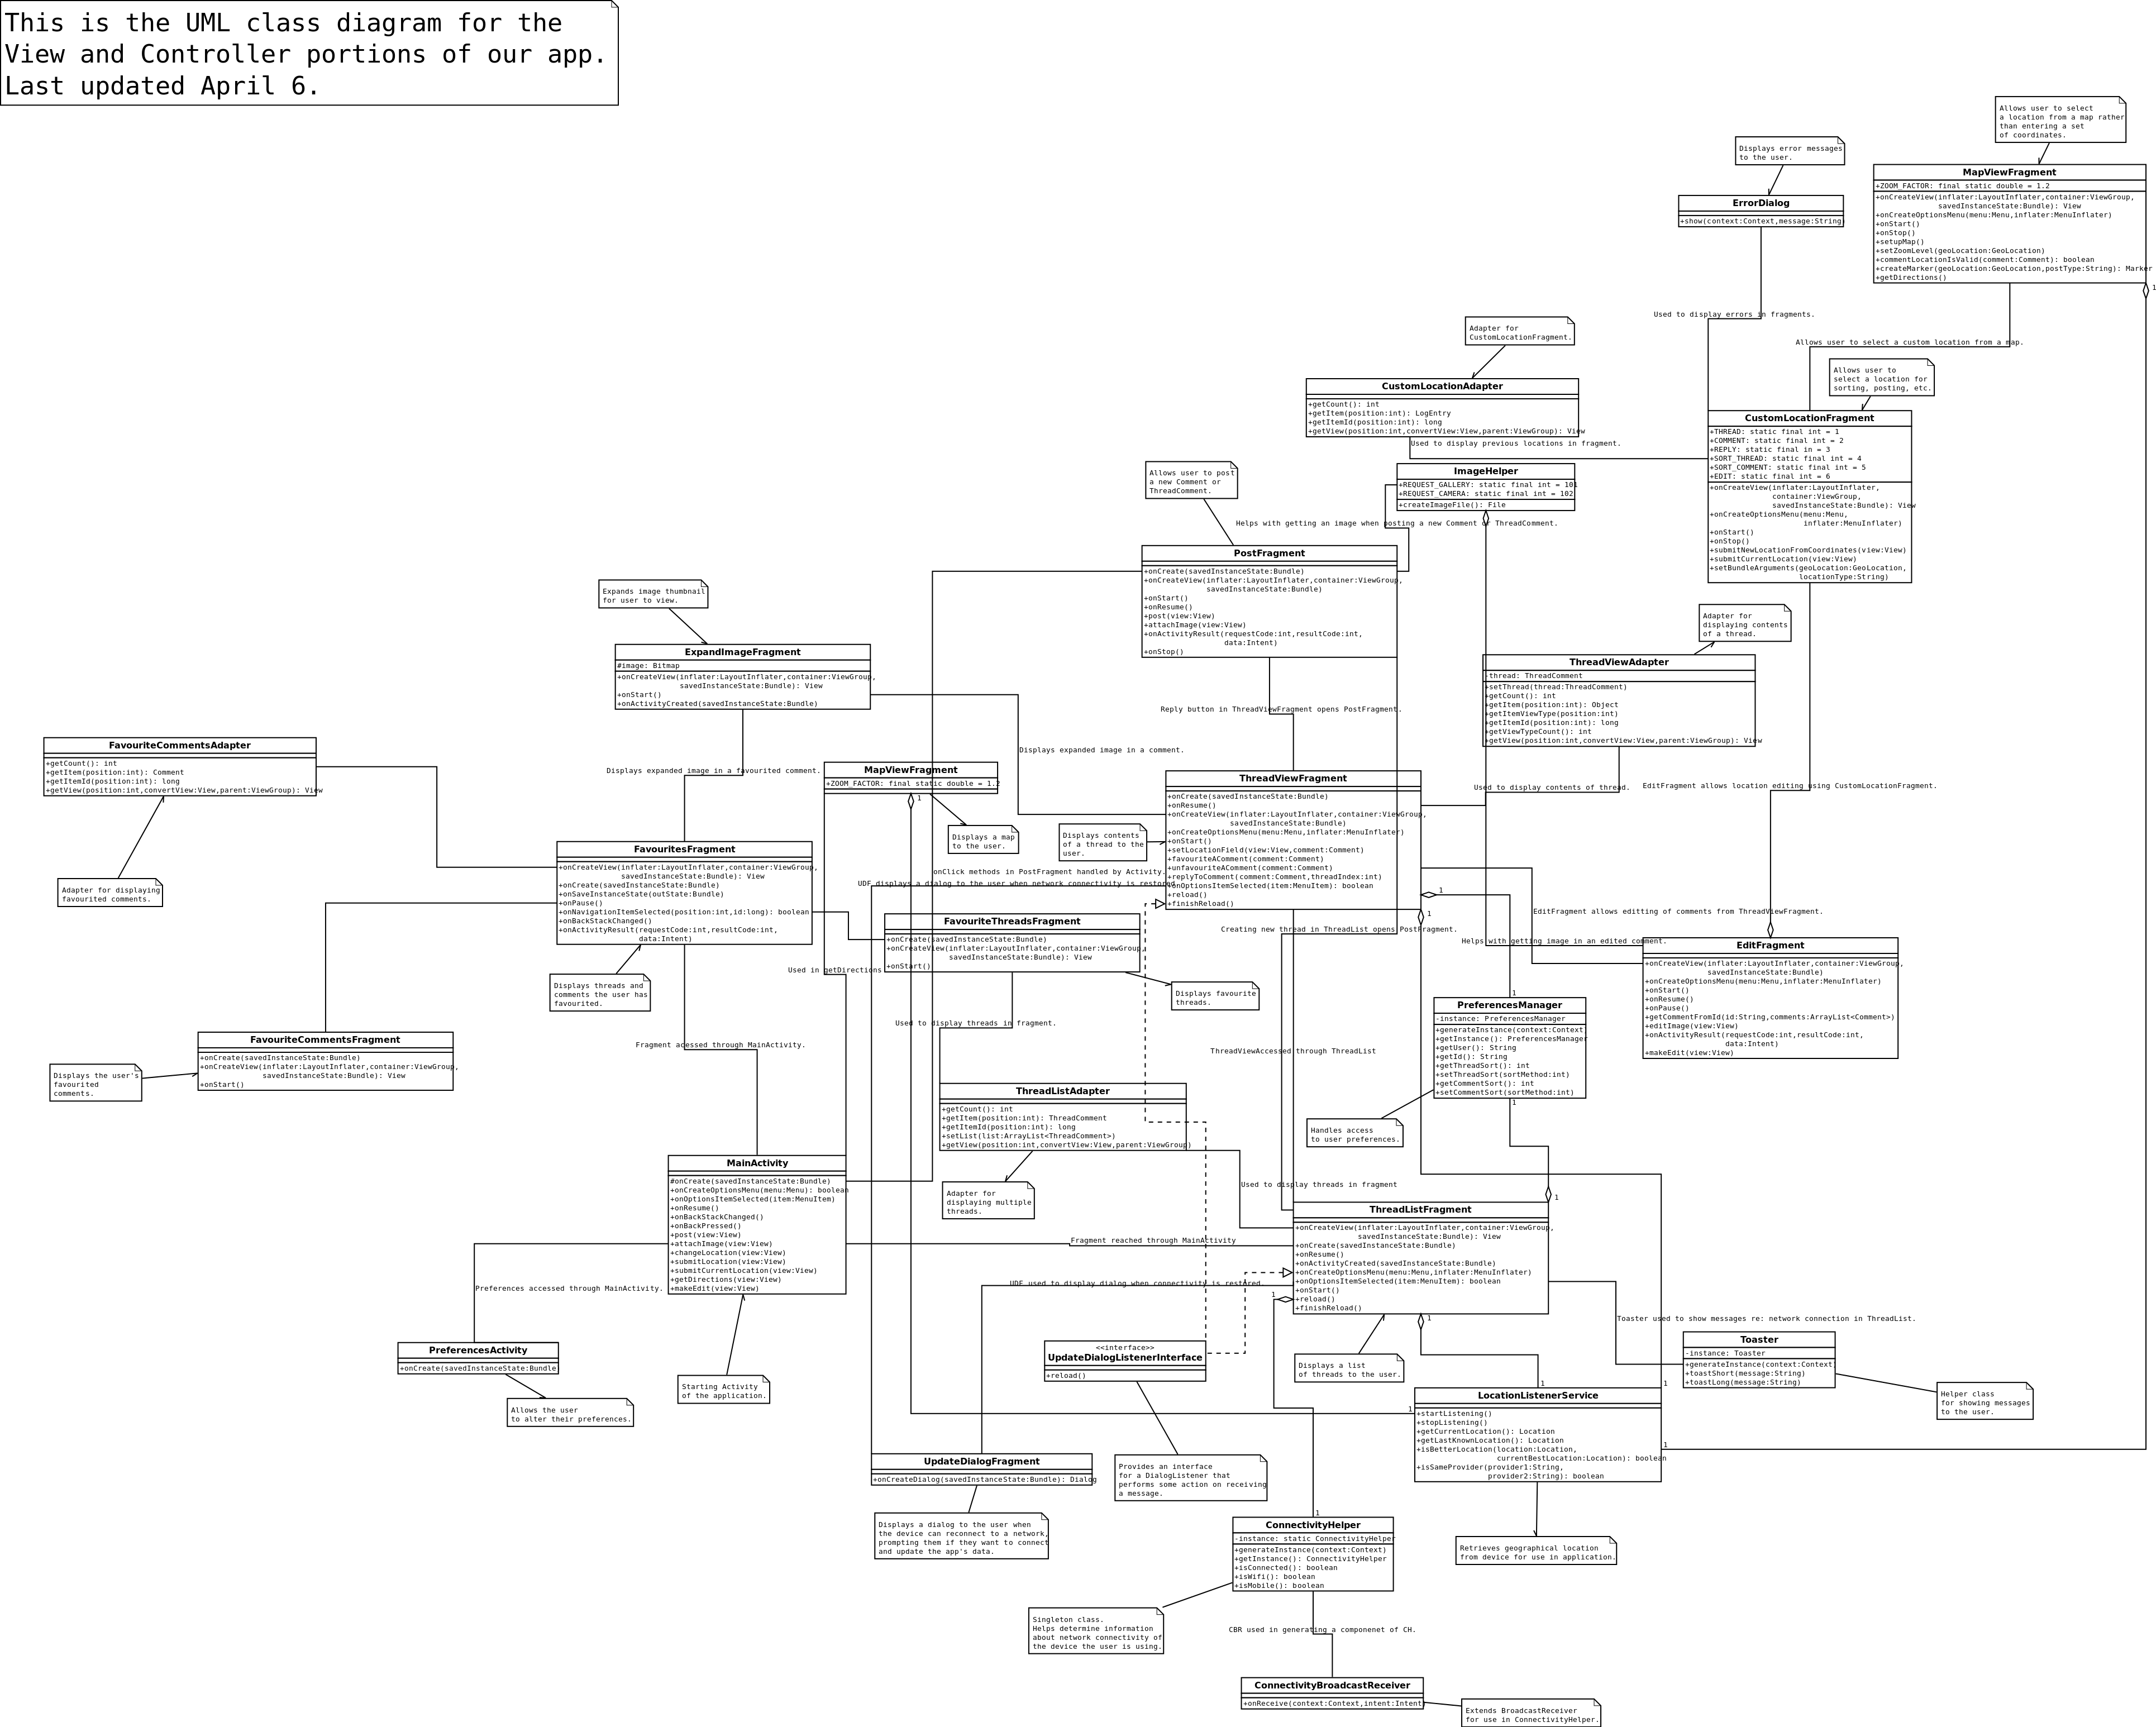 This is the UML class diagram for the
View and Controller portions of our app.
Last updated April 6.
Allows user to select
a location from a map rather
than entering a set
of coordinates.
Displays error messages
to the user.
MapViewFragment
+ZOOM_FACTOR: final static double = 1.2
+onCreateView(inflater:LayoutInflater,container:ViewGroup,
savedInstanceState:Bundle): View
+onCreateOptionsMenu(menu:Menu,inflater:MenuInflater)
+onStart()
+onStop()
+setupMap()
+setZoomLevel(geoLocation:GeoLocation)
+commentLocationIsValid(comment:Comment): boolean
+createMarker(geoLocation:GeoLocation,postType:String): Marker
+getDirections()
1
ErrorDialog
+show(context:Context,message:String)
Used to display errors in fragments.
Allows user to select a custom location from a map.
Adapter for
CustomLocationFragment.
Allows user to
select a location for
sorting, posting, etc.
CustomLocationAdapter
+getCount(): int
+getItem(position:int): LogEntry
+getItemId(position:int): long
+getView(position:int,convertView:View,parent:ViewGroup): View
Used to display previous locations in fragment.
CustomLocationFragment
+THREAD: static final int = 1
+COMMENT: static final int = 2
+REPLY: static final in = 3
+SORT_THREAD: static final int = 4
+SORT_COMMENT: static final int = 5
+EDIT: static final int = 6
+onCreateView(inflater:LayoutInflater,
container:ViewGroup,
savedInstanceState:Bundle): View
+onCreateOptionsMenu(menu:Menu,
inflater:MenuInflater)
+onStart()
+onStop()
+submitNewLocationFromCoordinates(view:View)
+submitCurrentLocation(view:View)
+setBundleArguments(geoLocation:GeoLocation,
locationType:String)
ImageHelper
+REQUEST_GALLERY: static final int = 101
+REQUEST_CAMERA: static final int = 102
+createImageFile(): File
Allows user to post
a new Comment or
ThreadComment.
Helps with getting an image when posting a new Comment or ThreadComment.
PostFragment
+onCreate(savedInstanceState:Bundle)
+onCreateView(inflater:LayoutInflater,container:ViewGroup,
savedInstanceState:Bundle)
+onStart()
+onResume()
+post(view:View)
+attachImage(view:View)
+onActivityResult(requestCode:int,resultCode:int,
data:Intent)
+onStop()
Expands image thumbnail
for user to view.
ExpandImageFragment
#image: Bitmap
+onCreateView(inflater:LayoutInflater,container:ViewGroup,
savedInstanceState:Bundle): View
+onStart()
+onActivityCreated(savedInstanceState:Bundle)
Adapter for
displaying contents
of a thread.
ThreadViewAdapter
-thread: ThreadComment
+setThread(thread:ThreadComment)
+getCount(): int
+getItem(position:int): Object
+getItemViewType(position:int)
+getItemId(position:int): long
+getViewTypeCount(): int
+getView(position:int,convertView:View,parent:ViewGroup): View
Reply button in ThreadViewFragment opens PostFragment.
Displays expanded image in a comment.
FavouriteCommentsAdapter
+getCount(): int
+getItem(position:int): Comment
+getItemId(position:int): long
+getView(position:int,convertView:View,parent:ViewGroup): View
Displays expanded image in a favourited comment.
MapViewFragment
+ZOOM_FACTOR: final static double = 1.2
1
Displays a map
to the user.
Displays contents
of a thread to the
user.
ThreadViewFragment
+onCreate(savedInstanceState:Bundle)
+onResume()
+onCreateView(inflater:LayoutInflater,container:ViewGroup,
savedInstanceState:Bundle)
+onCreateOptionsMenu(menu:Menu,inflater:MenuInflater)
+onStart()
+setLocationField(view:View,comment:Comment)
+favouriteAComment(comment:Comment)
+unfavouriteAComment(comment:Comment)
+replyToComment(comment:Comment,threadIndex:int)
+onOptionsItemSelected(item:MenuItem): boolean
+reload()
+finishReload()
Used to display contents of thread.
EditFragment allows location editing using CustomLocationFragment.
onClick methods in PostFragment handled by Activity.
UDF displays a dialog to the user when network connectivity is restored.
1
1
EditFragment allows editting of comments from ThreadViewFragment.
Creating new thread in ThreadList opens PostFragment.
Helps with getting image in an edited comment.
Adapter for displaying
favourited comments.
FavouritesFragment
+onCreateView(inflater:LayoutInflater,container:ViewGroup,
savedInstanceState:Bundle): View
+onCreate(savedInstanceState:Bundle)
+onSaveInstanceState(outState:Bundle)
+onPause()
+onNavigationItemSelected(position:int,id:long): boolean
+onBackStackChanged()
+onActivityResult(requestCode:int,resultCode:int,
data:Intent)
FavouriteThreadsFragment
+onCreate(savedInstanceState:Bundle)
+onCreateView(inflater:LayoutInflater,container:ViewGroup,
savedInstanceState:Bundle): View
+onStart()
Used in getDirections
Displays threads and
comments the user has
favourited.
Displays favourite
threads.
EditFragment
+onCreateView(inflater:LayoutInflater,container:ViewGroup,
savedInstanceState:Bundle)
+onCreateOptionsMenu(menu:Menu,inflater:MenuInflater)
+onStart()
+onResume()
+onPause()
+getCommentFromId(id:String,comments:ArrayList<Comment>)
+editImage(view:View)
+onActivityResult(requestCode:int,resultCode:int,
data:Intent)
+makeEdit(view:View)
1
PreferencesManager
-instance: PreferencesManager
+generateInstance(context:Context)
+getInstance(): PreferencesManager
+getUser(): String
+getId(): String
+getThreadSort(): int
+setThreadSort(sortMethod:int)
+getCommentSort(): int
+setCommentSort(sortMethod:int)
1
Handles access
to user preferences.
Used to display threads in fragment.
Fragment acessed through MainActivity.
ThreadViewAccessed through ThreadList
FavouriteCommentsFragment
+onCreate(savedInstanceState:Bundle)
+onCreateView(inflater:LayoutInflater,container:ViewGroup,
savedInstanceState:Bundle): View
+onStart()
Displays the user's
favourited
comments.
ThreadListAdapter
+getCount(): int
+getItem(position:int): ThreadComment
+getItemId(position:int): long
+setList(list:ArrayList<ThreadComment>)
+getView(position:int,convertView:View,parent:ViewGroup)
Adapter for
displaying multiple
threads.
Used to display threads in fragment
1
MainActivity
#onCreate(savedInstanceState:Bundle)
+onCreateOptionsMenu(menu:Menu): boolean
+onOptionsItemSelected(item:MenuItem)
+onResume()
+onBackStackChanged()
+onBackPressed()
+post(view:View)
+attachImage(view:View)
+changeLocation(view:View)
+submitLocation(view:View)
+submitCurrentLocation(view:View)
+getDirections(view:View)
+makeEdit(view:View)
Fragment reached through MainActivity
ThreadListFragment
+onCreateView(inflater:LayoutInflater,container:ViewGroup,
savedInstanceState:Bundle): View
+onCreate(savedInstanceState:Bundle)
+onResume()
+onActivityCreated(savedInstanceState:Bundle)
+onCreateOptionsMenu(menu:Menu,inflater:MenuInflater)
+onOptionsItemSelected(item:MenuItem): boolean
+onStart()
+reload()
+finishReload()
UDF used to display dialog when connectivity is restored.
1
1
Preferences accessed through MainActivity.
Toaster used to show messages re: network connection in ThreadList.
PreferencesActivity
+onCreate(savedInstanceState:Bundle)
Allows the user
to alter their preferences.
Starting Activity
of the application.
<<interface>>
UpdateDialogListenerInterface
+reload()
Displays a list
of threads to the user.
Toaster
-instance: Toaster
+generateInstance(context:Context)
+toastShort(message:String)
+toastLong(message:String)
Helper class
for showing messages
to the user.
1
1
1
1
LocationListenerService
+startListening()
+stopListening()
+getCurrentLocation(): Location
+getLastKnownLocation(): Location
+isBetterLocation(location:Location,
currentBestLocation:Location): boolean
+isSameProvider(provider1:String,
provider2:String): boolean
UpdateDialogFragment
+onCreateDialog(savedInstanceState:Bundle): Dialog
Provides an interface
for a DialogListener that
performs some action on receiving
a message.
Displays a dialog to the user when
the device can reconnect to a network,
prompting them if they want to connect
and update the app's data.
1
ConnectivityHelper
-instance: static ConnectivityHelper
+generateInstance(context:Context)
+getInstance(): ConnectivityHelper
+isConnected(): boolean
+isWifi(): boolean
+isMobile(): boolean
Retrieves geographical location
from device for use in application.
Singleton class.
Helps determine information
about network connectivity of
the device the user is using.
CBR used in generating a componenet of CH.
ConnectivityBroadcastReceiver
+onReceive(context:Context,intent:Intent)
Extends BroadcastReceiver
for use in ConnectivityHelper.